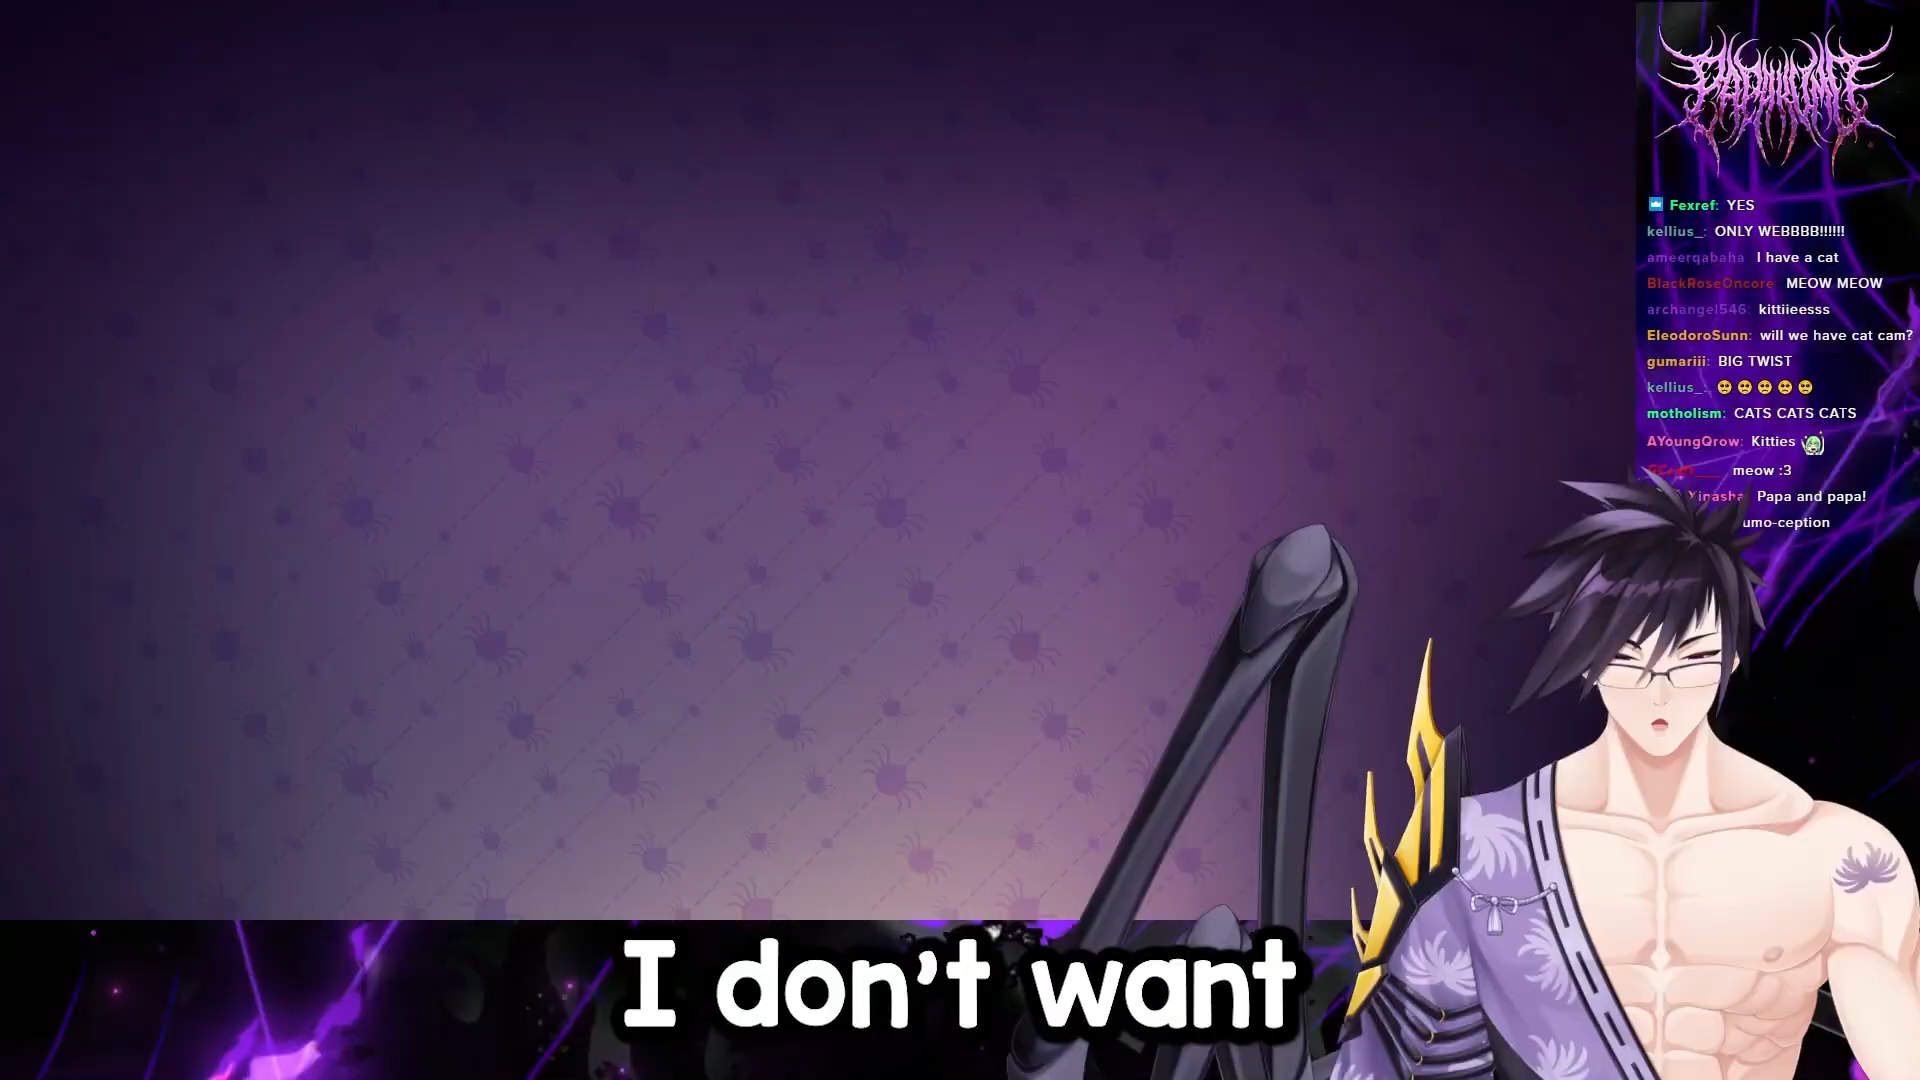 PAPIKUMO
Fexref: YES
kellius_: ONLY WEBBBB!!!!!!
ameerqabaha I have a cat
BlackRoseOncore MEOW MEOW
archangel546: kittiieesss
EleodoroSunn: will we have cat cam?
gumariii: BIG TWIST
kellius_: 🥺 🥺 🥺 🥺 🥺
motholism: CATS CATS CATS
AYoungQrow: Kitties
meow :3
Xinasha Papa and papa!
umo-ception
I don't want